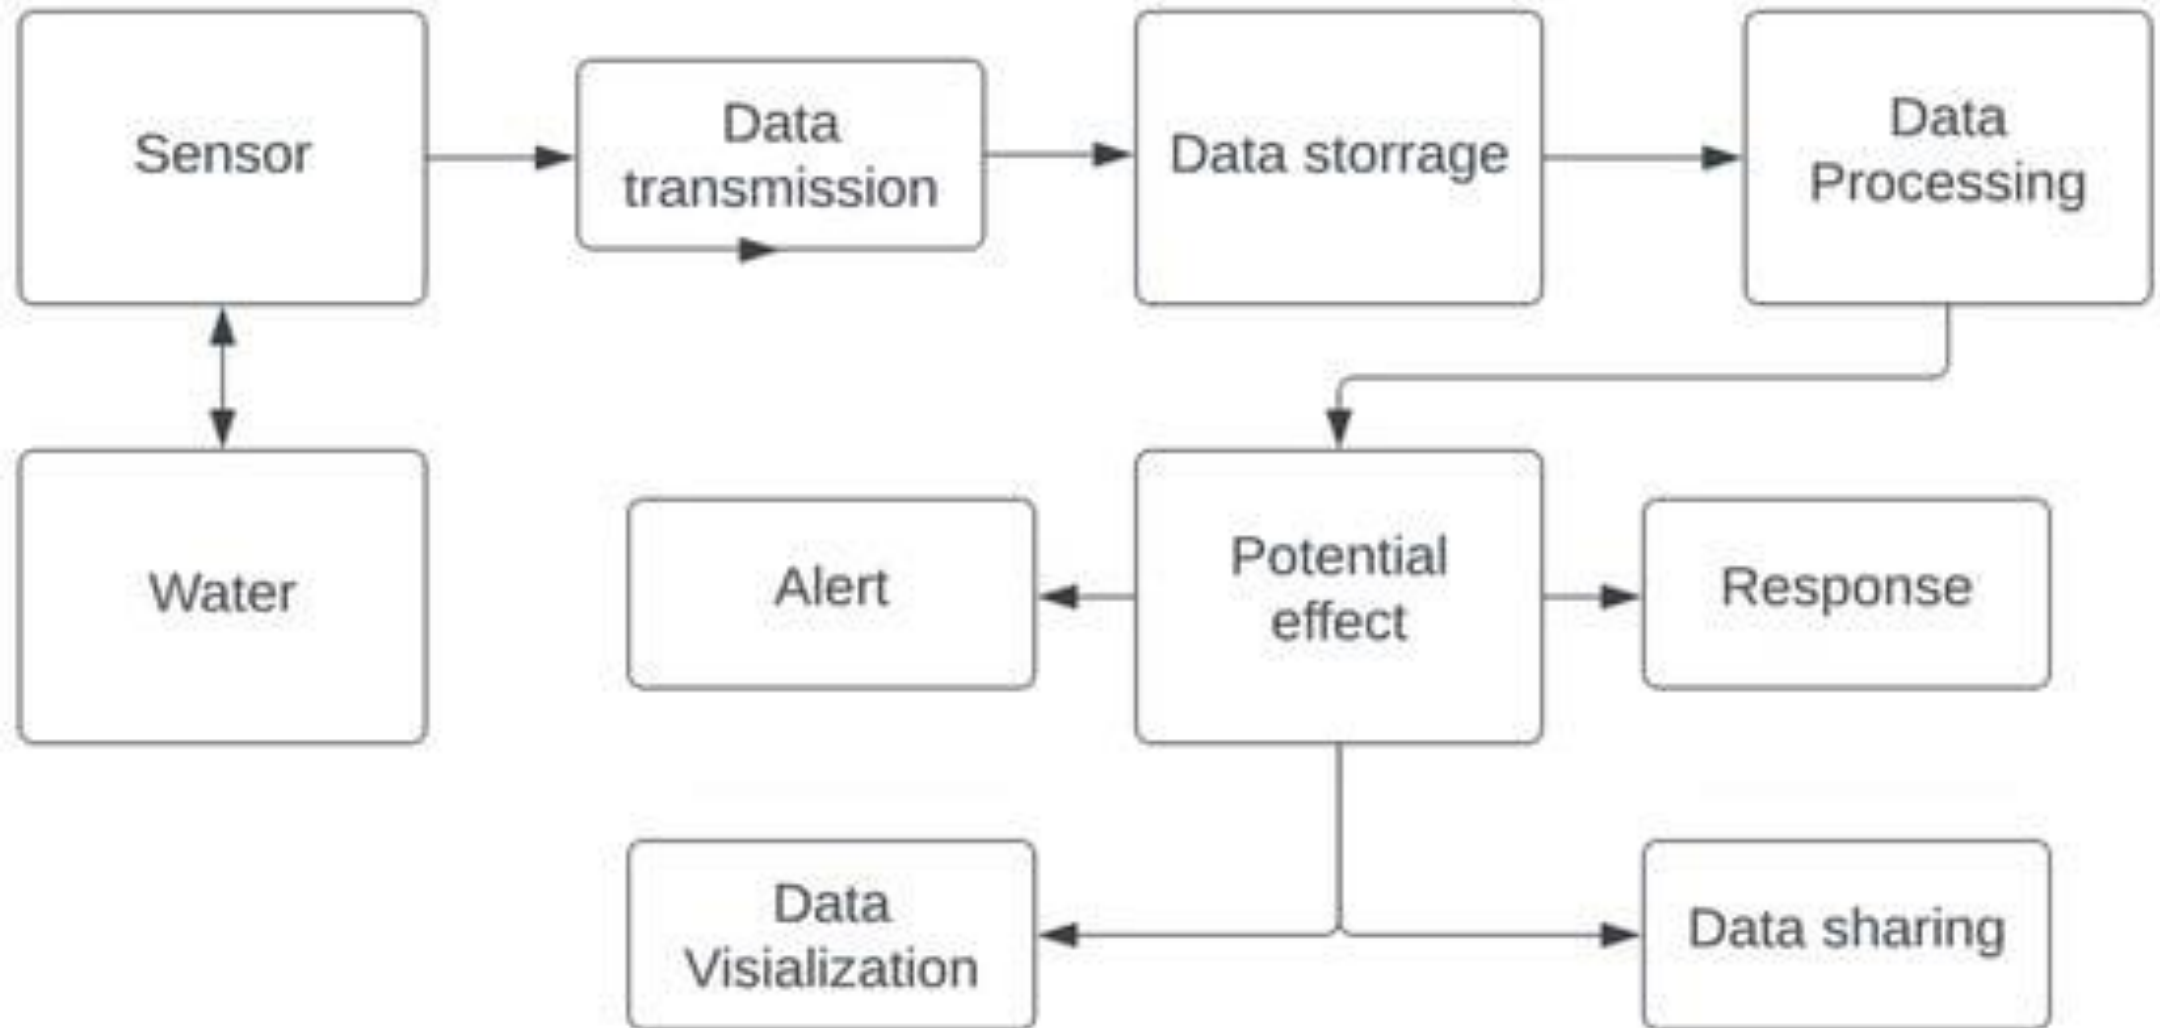 Sensor
Data
transmission
Data storrage
Data
Processing
Water
Alert
Potential
effect
Response
Data
Visialization
Data sharing